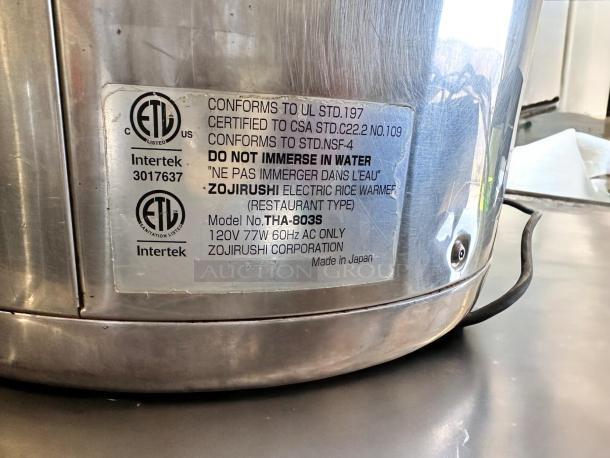 CONFORMS TO UL STD.197
CERTIFIED TO CSA STD.C22.2 NO.109
CONFORMS TO STD.NSF-4
DO NOT IMMERSE IN WATER
"NE PAS IMMERGER DANS L'EAU"
ZOJIRUSHI ELECTRIC RICE WARMER
(RESTAURANT TYPE)
Model No.THA-803S
120V 77W 60Hz AC ONLY
ZOJIRUSHI CORPORATION
Made in Japan
C ETL US
LISTED
Intertek
3017637
ETL
SANITATION LISTED
Intertek
AUCTION GROUP